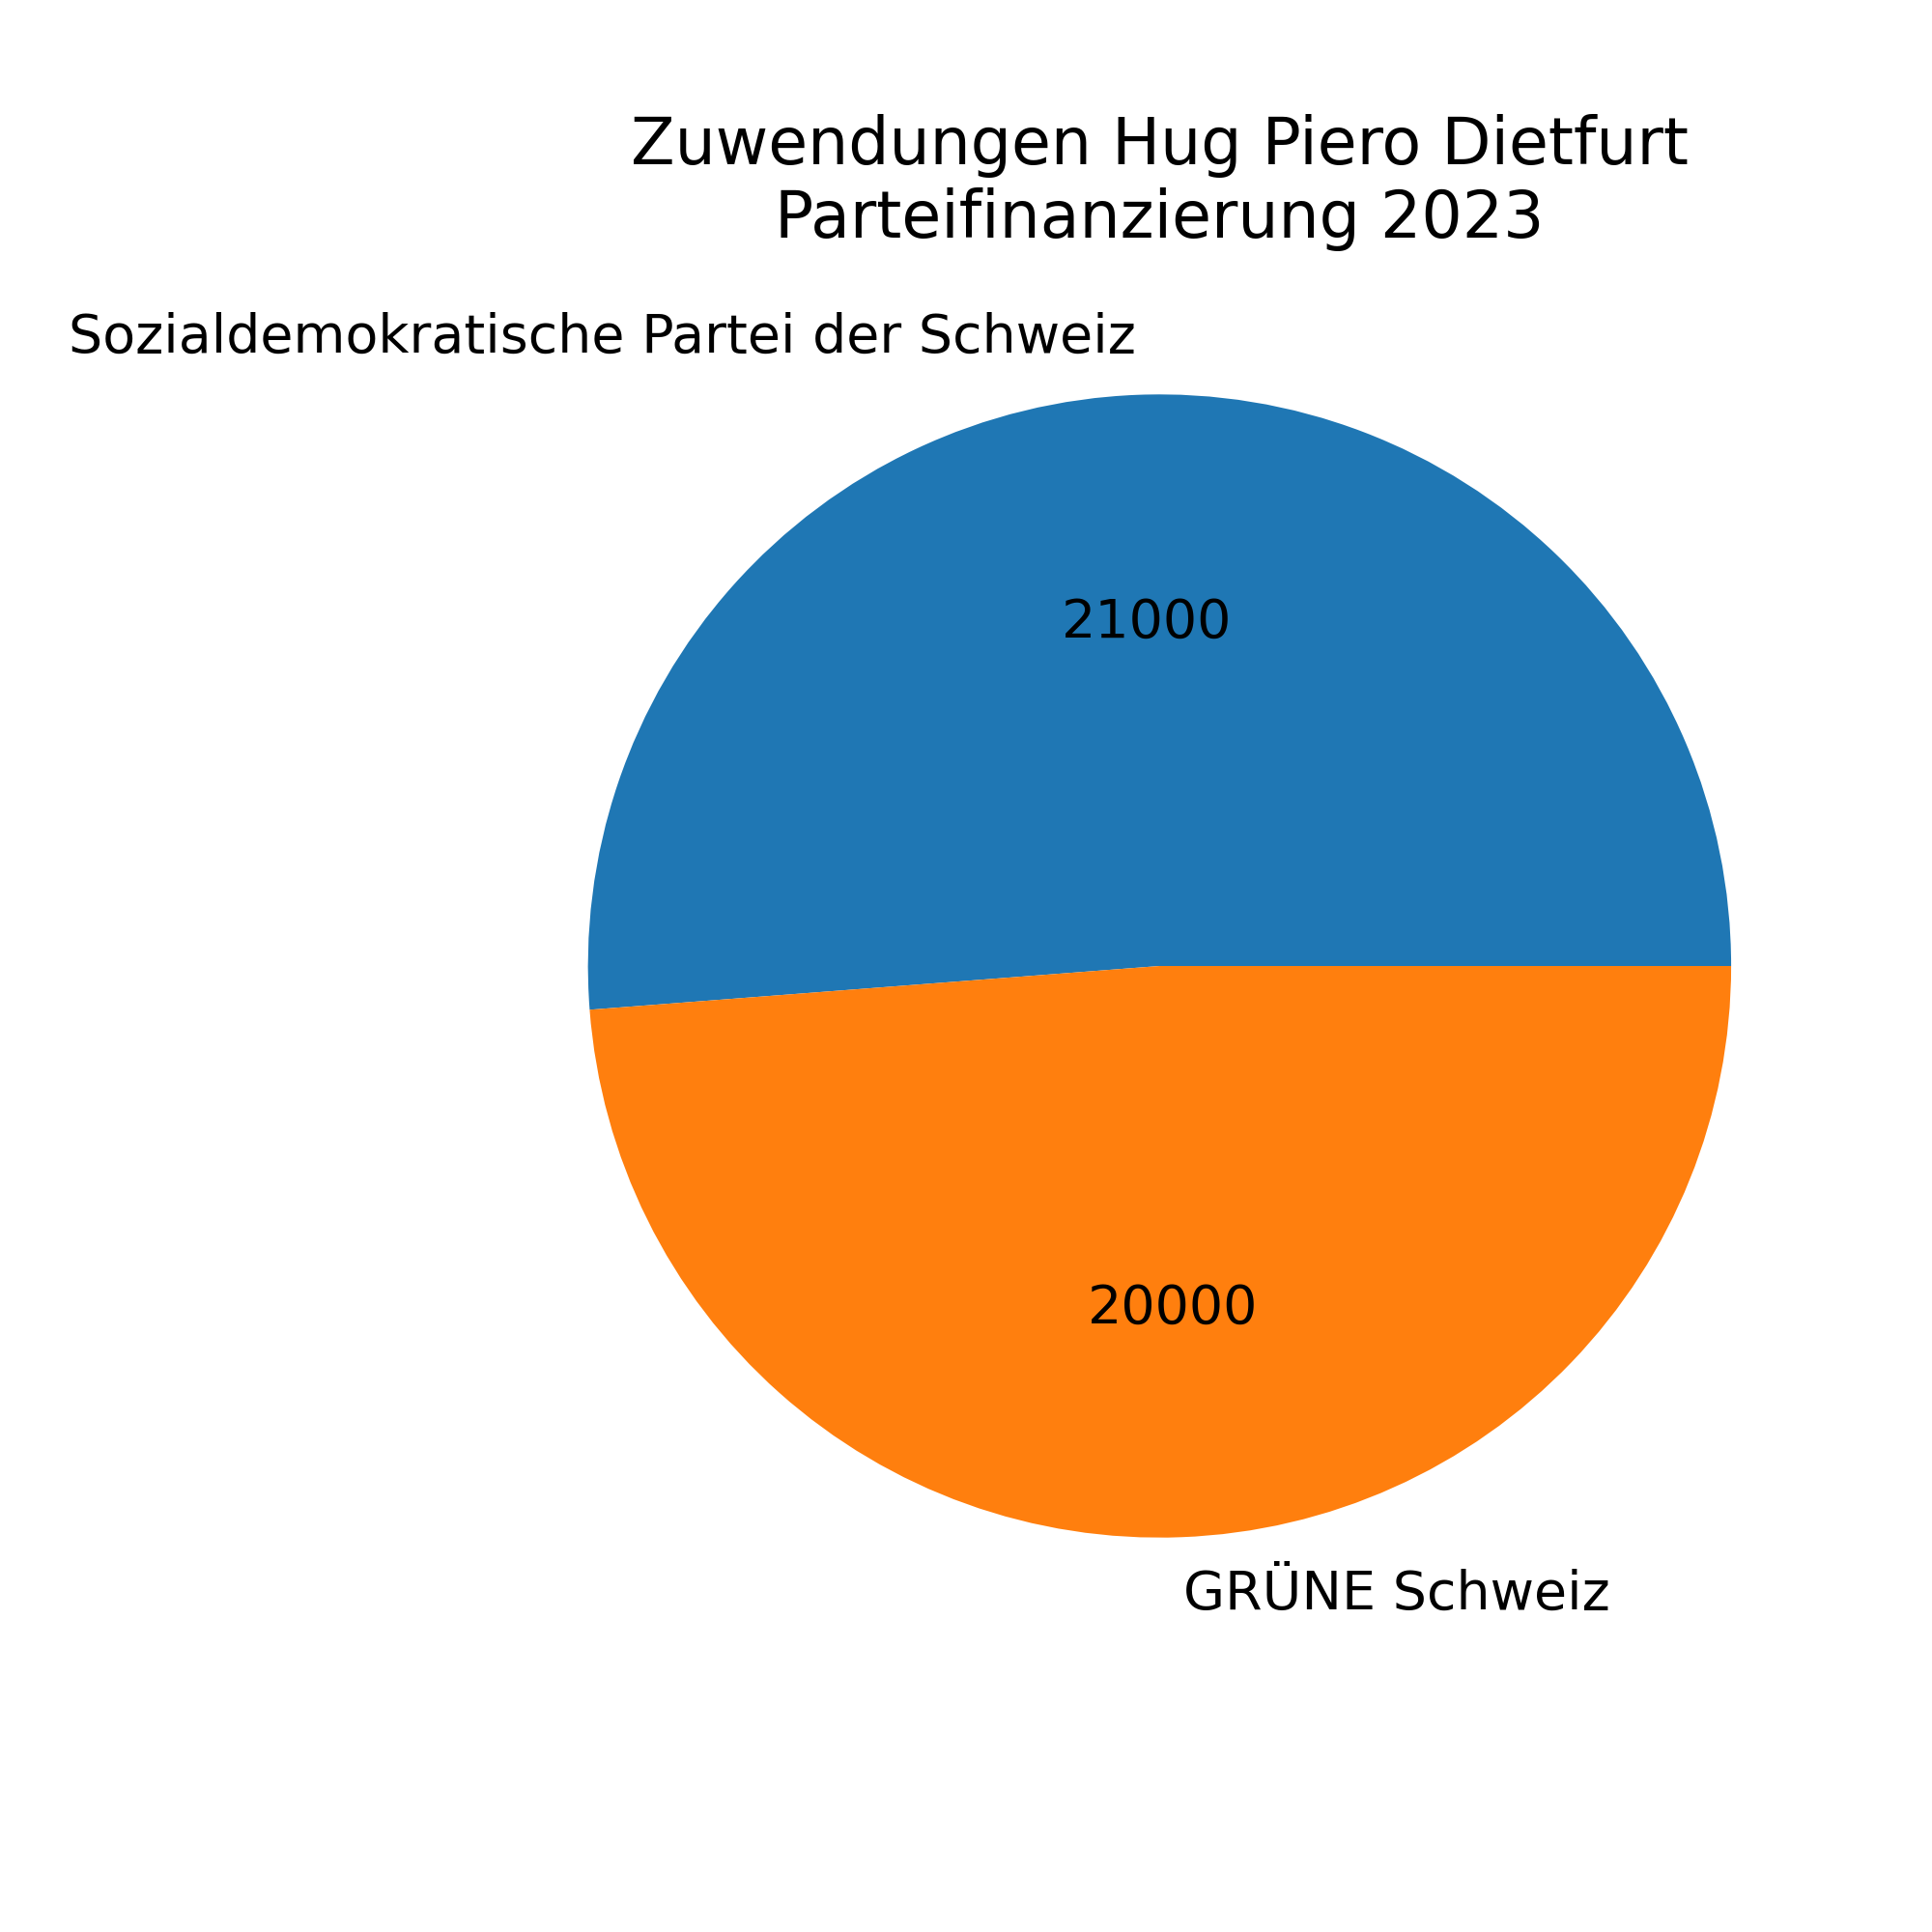 Zuwendungen Hug Piero Dietfurt
Parteifinanzierung 2023
Sozialdemokratische Partei der Schweiz
21000
20000
GRÜNE Schweiz